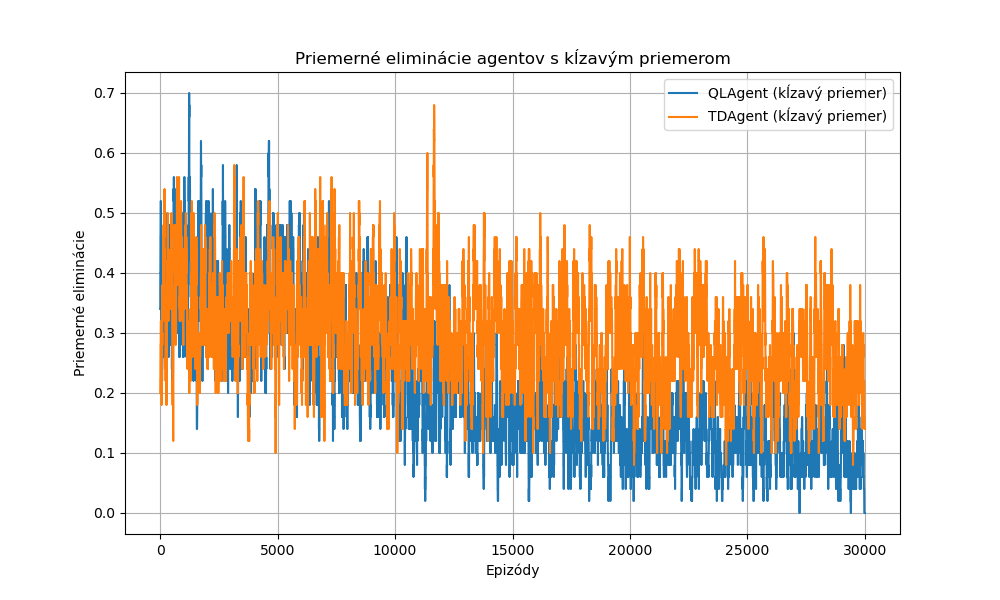 Priemerné eliminácie agentov s kĺzavým priemerom
QLAgent (kĺzavý priemer)
TDAgent (kĺzavý priemer)
Priemerné eliminácie
0.7
0.6
0.5
0.4
0.3
0.2
0.1
0.0
0 5000 10000 15000 20000 25000 30000
Epizódy